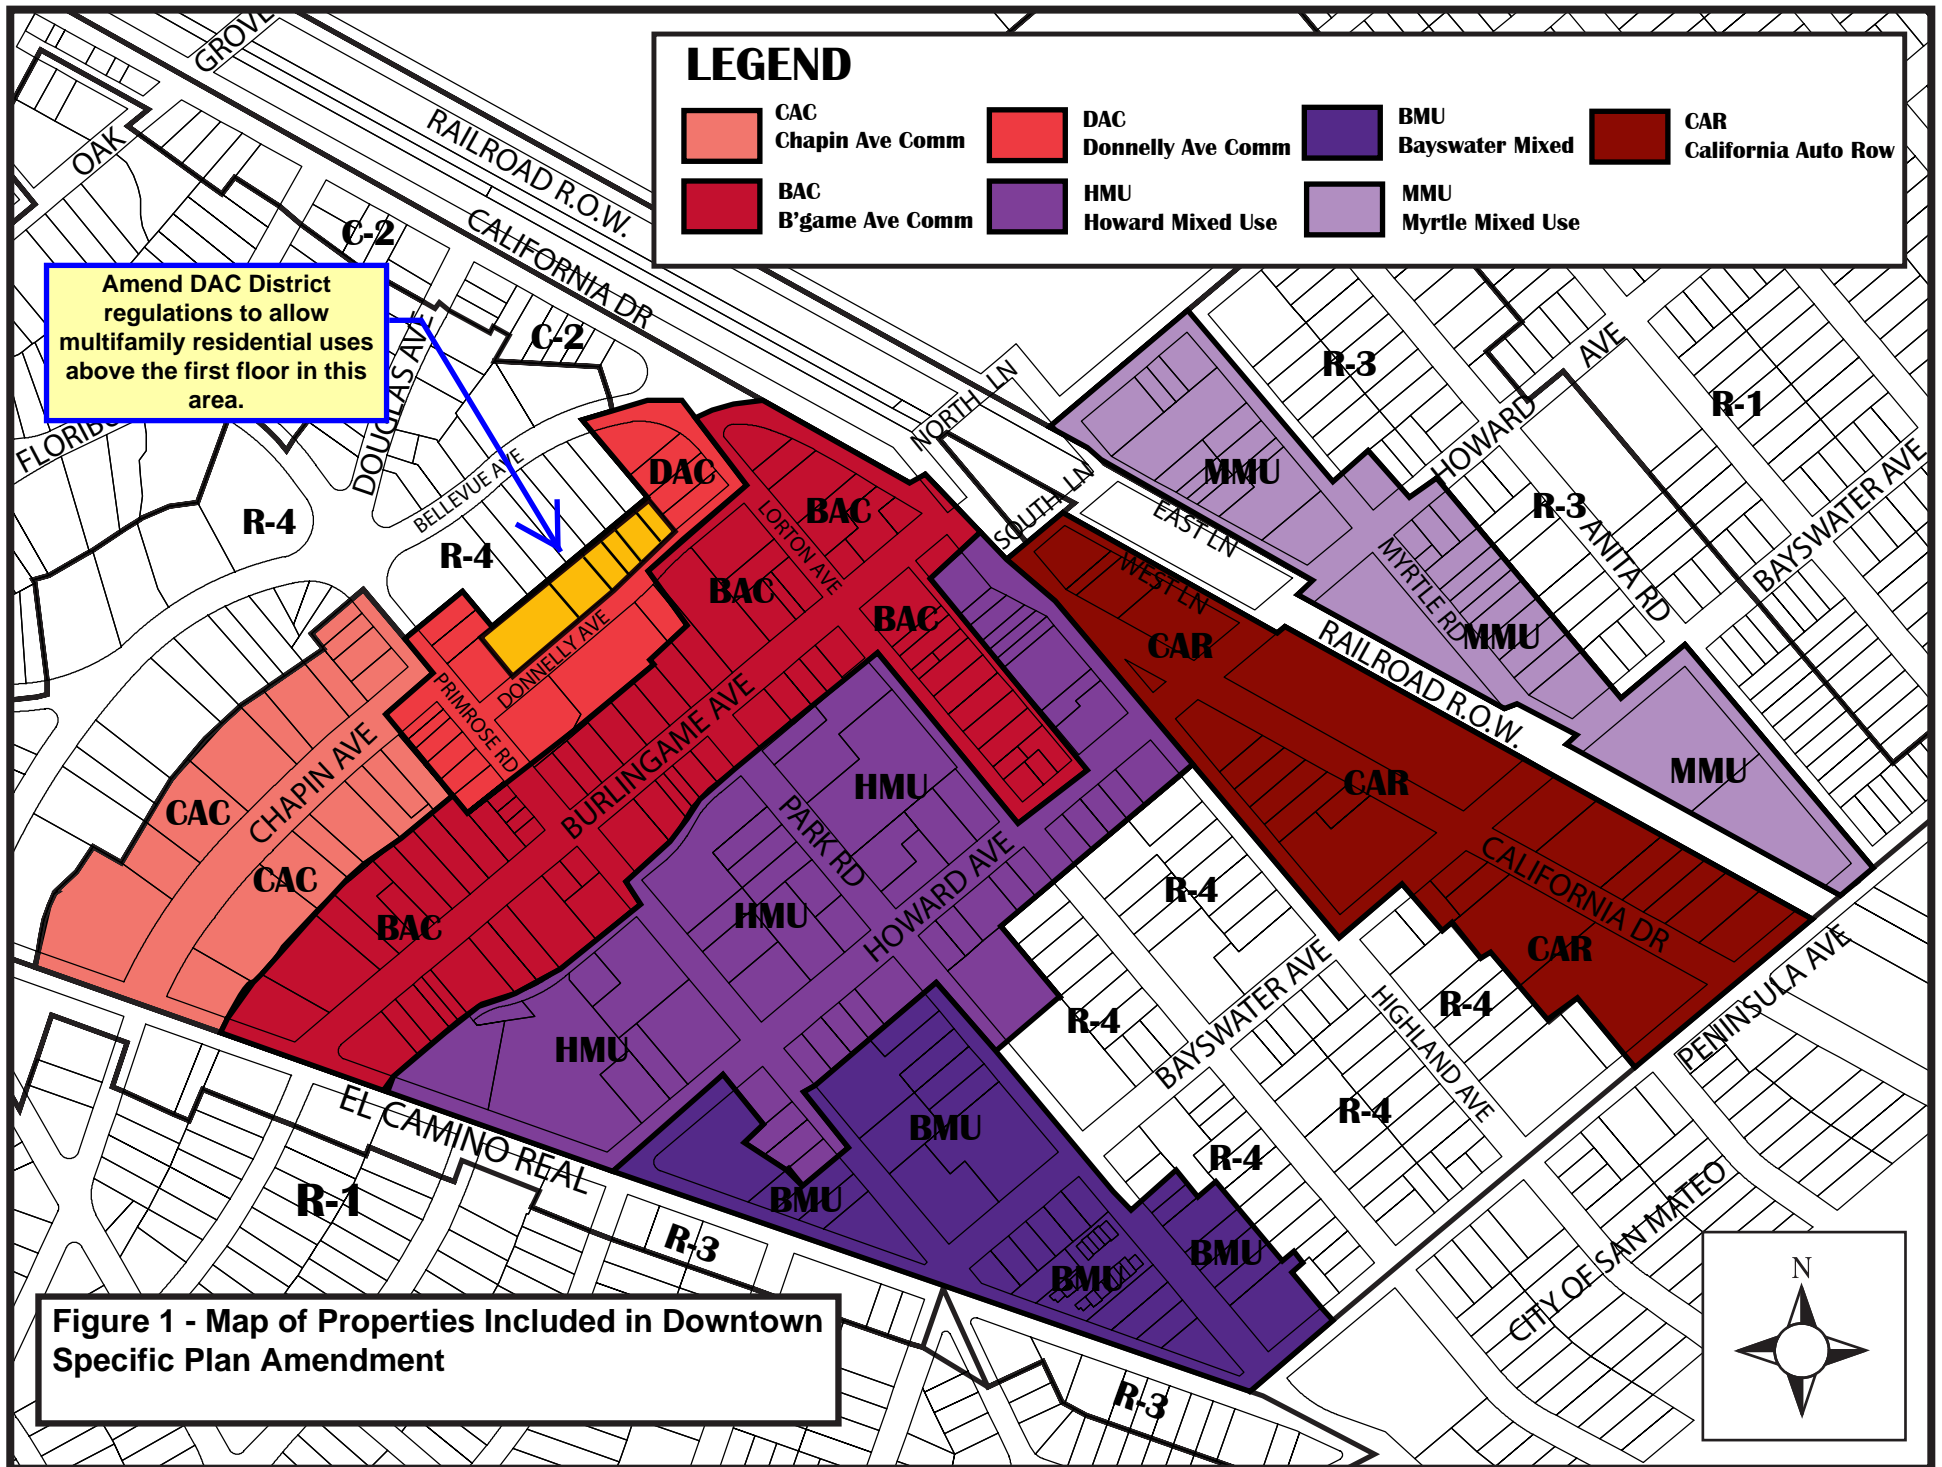 GROVE
OAK
RAILROAD R.O.W.
CALIFORNIA DR
LEGEND
CAC
Chapin Ave Comm
DAC
Donnelly Ave Comm
BMU
Bayswater Mixed
CAR
California Auto Row
BAC
B'game Ave Comm
HMU
Howard Mixed Use
MMU
Myrtle Mixed Use
C-2
C-2
Amend DAC District
regulations to allow
multifamily residential uses
above the first floor in this
area.
DOUGLAS AVE
BELLEVUE AVE
R-4
R-4
DAC
LORTON AVE
BAC
BAC
BAC
NORTH LN
SOUTH LN
EAST LN
WEST LN
MMU
R-3
HOWARD AVE
R-1
R-3
ANITA RD
BAYSWATER AVE
MYRTLE RD
MMU
CAR
RAILROAD R.O.W.
MMU
PRIMROSE RD
DONNELLY AVE
CHAPIN AVE
CAC
CAC
BURLINGAME AVE
BAC
HMU
PARK RD
HMU
HOWARD AVE
HMU
CAR
CALIFORNIA DR
CAR
R-4
R-4
BAYSWATER AVE
HIGHLAND AVE
R-4
R-4
R-4
PENINSULA AVE
EL CAMINO REAL
BMU
BMU
BMU
BMU
R-1
R-3
R-3
CITY OF SAN MATEO
N
Figure 1 - Map of Properties Included in Downtown
Specific Plan Amendment